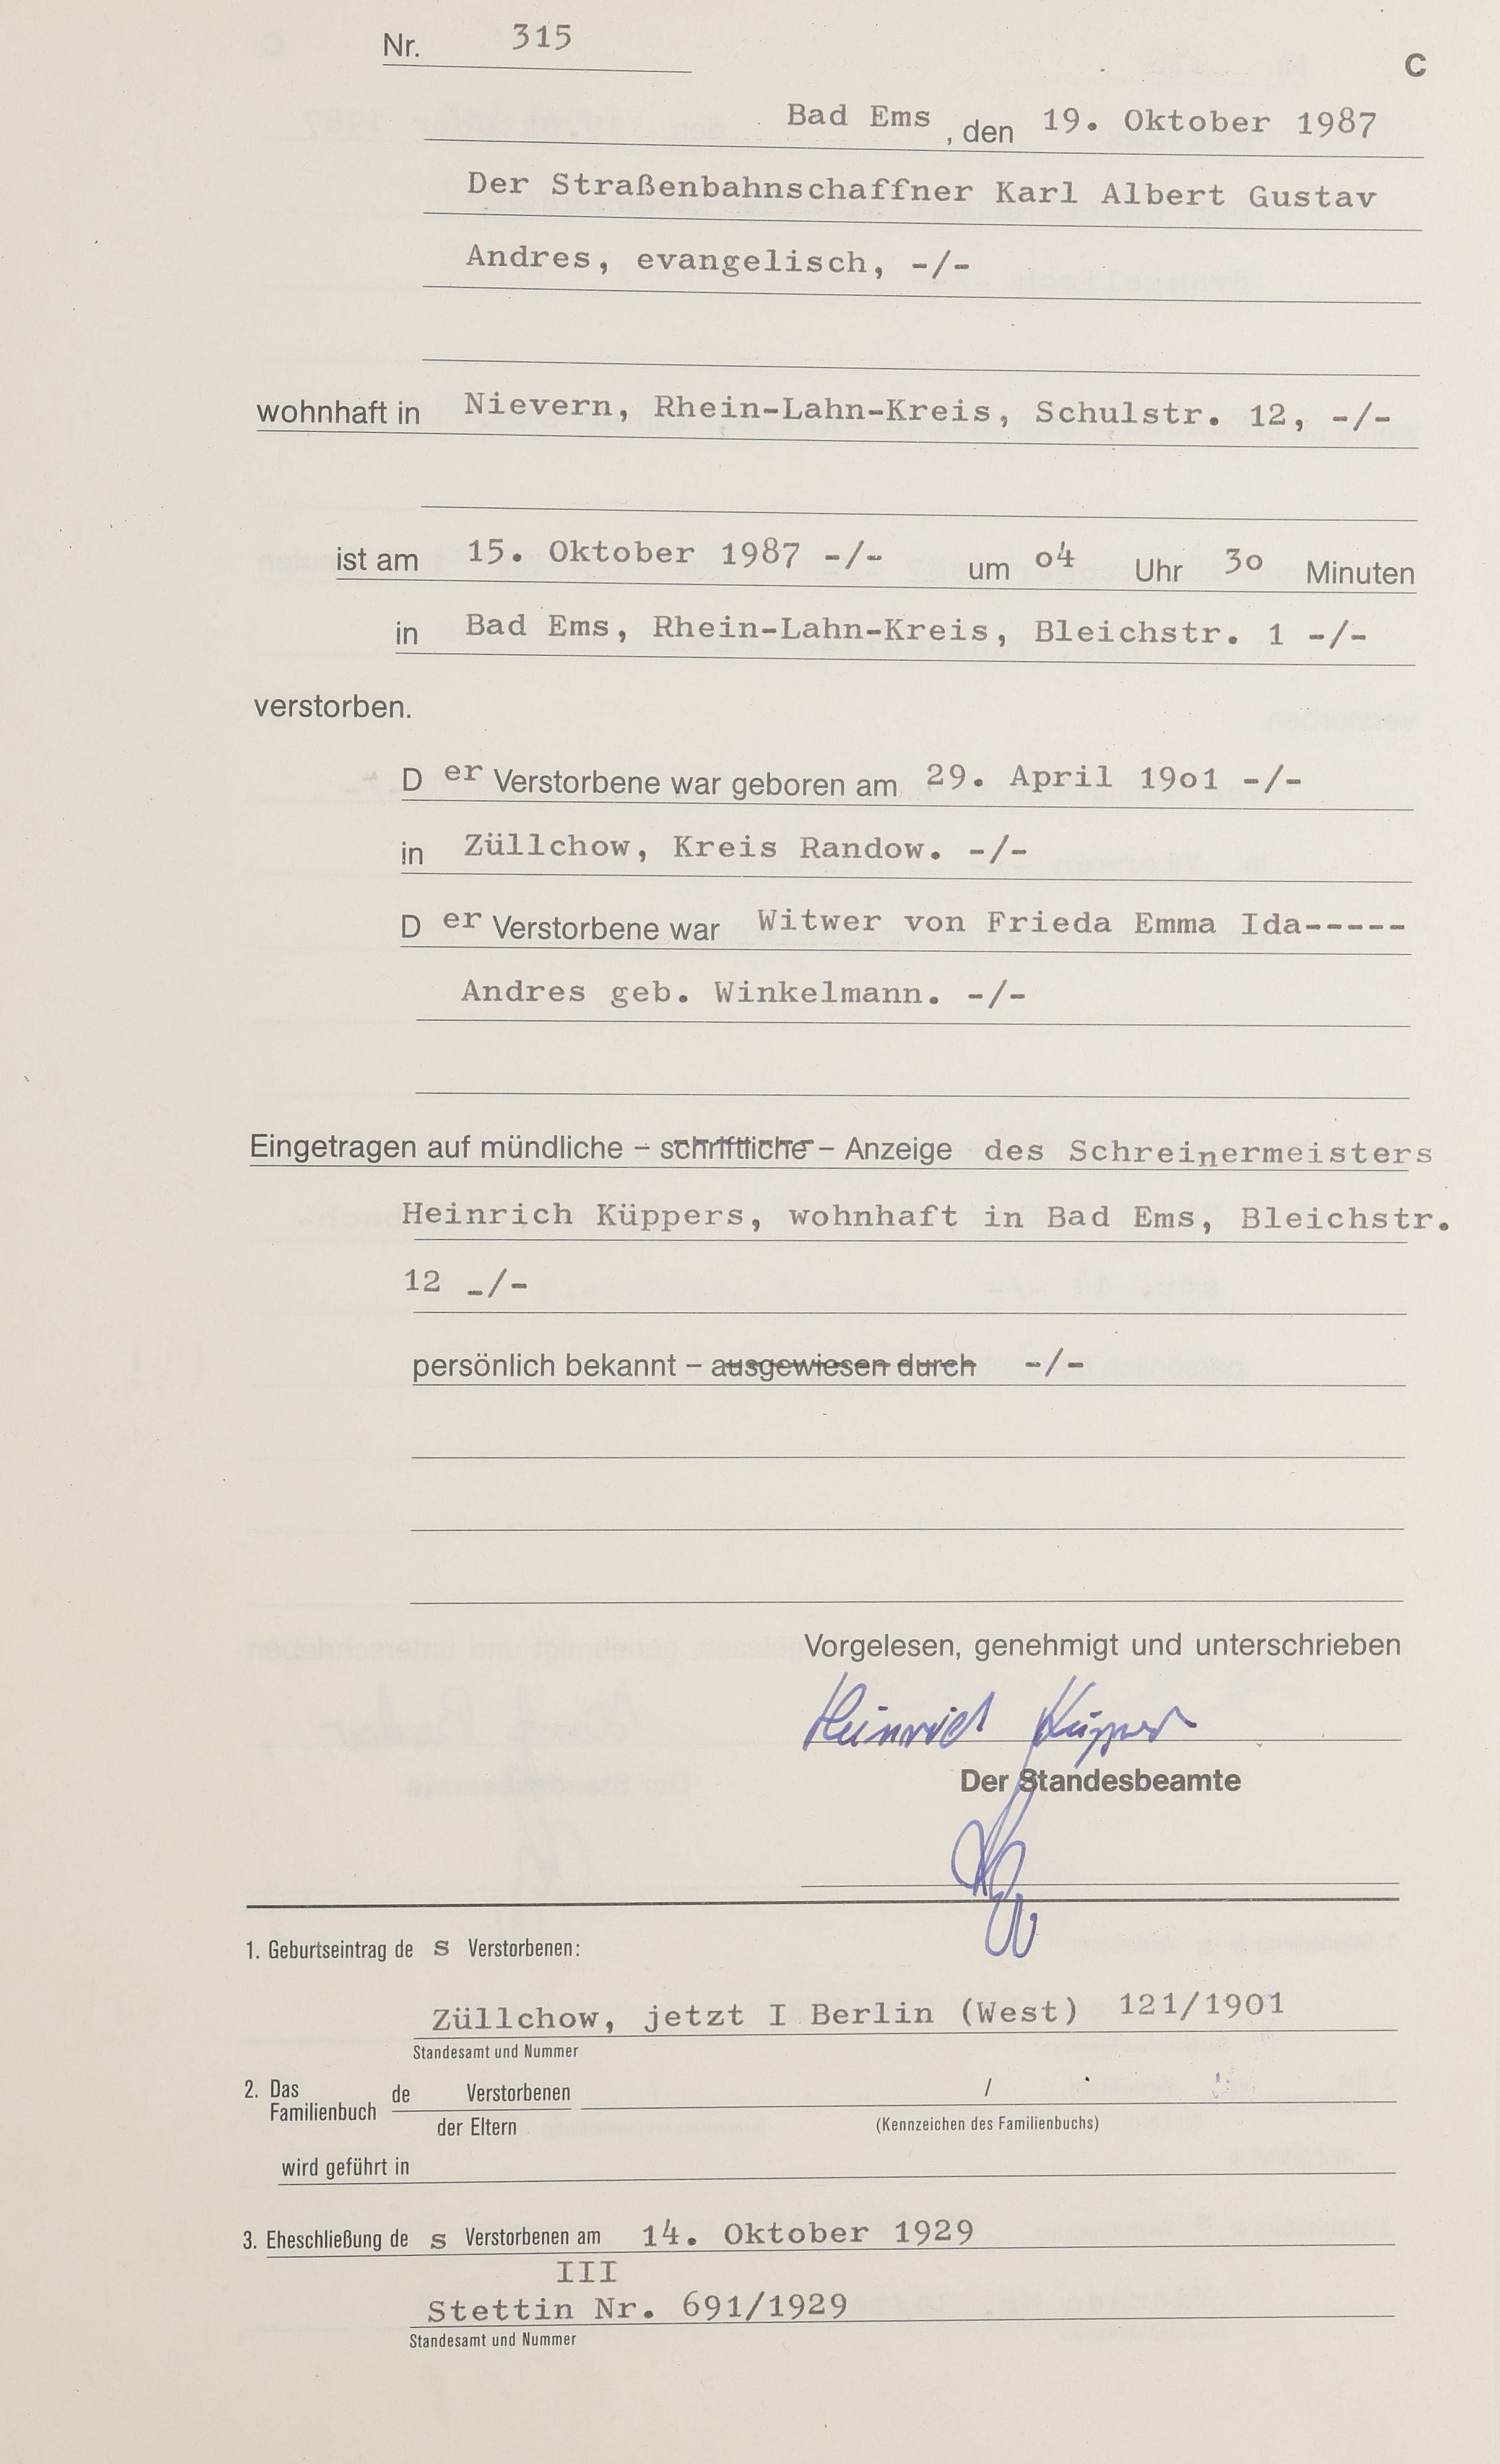 Nr. 315
C
Bad Ems, den 19. Oktober 1987
Der Straßenbahnschaffner Karl Albert Gustav
Andres, evangelisch, -/-
wohnhaft in Nievern, Rhein-Lahn-Kreis, Schulstr. 12, -/-
ist am 15. Oktober 1987 -/- um o4 Uhr 3o Minuten
in Bad Ems, Rhein-Lahn-Kreis, Bleichstr. 1 -/-
verstorben.
D er Verstorbene war geboren am 29. April 19o1 -/-
in Züllchow, Kreis Randow. -/-
D er Verstorbene war Witwer von Frieda Emma Ida-----
Andres geb. Winkelmann. -/-
Eingetragen auf mündliche – schriftliche – Anzeige des Schreinermeisters
Heinrich Küppers, wohnhaft in Bad Ems, Bleichstr.
12 -/-
persönlich bekannt – ausgewiesen durch -/-
Vorgelesen, genehmigt und unterschrieben
Heinrich Küppers
Der Standesbeamte
1. Geburtseintrag de s Verstorbenen:
Züllchow, jetzt I Berlin (West) 121/1901
Standesamt und Nummer
2. Das Familienbuch de Verstorbenen /
der Eltern (Kennzeichen des Familienbuchs)
wird geführt in
3. Eheschließung de s Verstorbenen am 14. Oktober 1929
III
Stettin Nr. 691/1929
Standesamt und Nummer